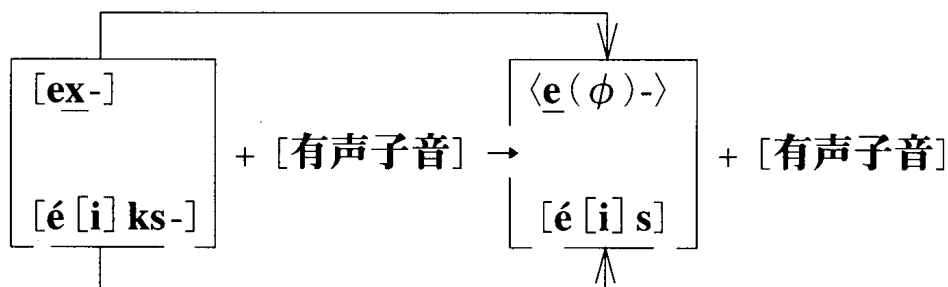 [ex-] 〈e(φ)-〉
+ [有声子音] → + [有声子音]
[é[i]ks-] [é[i]s]